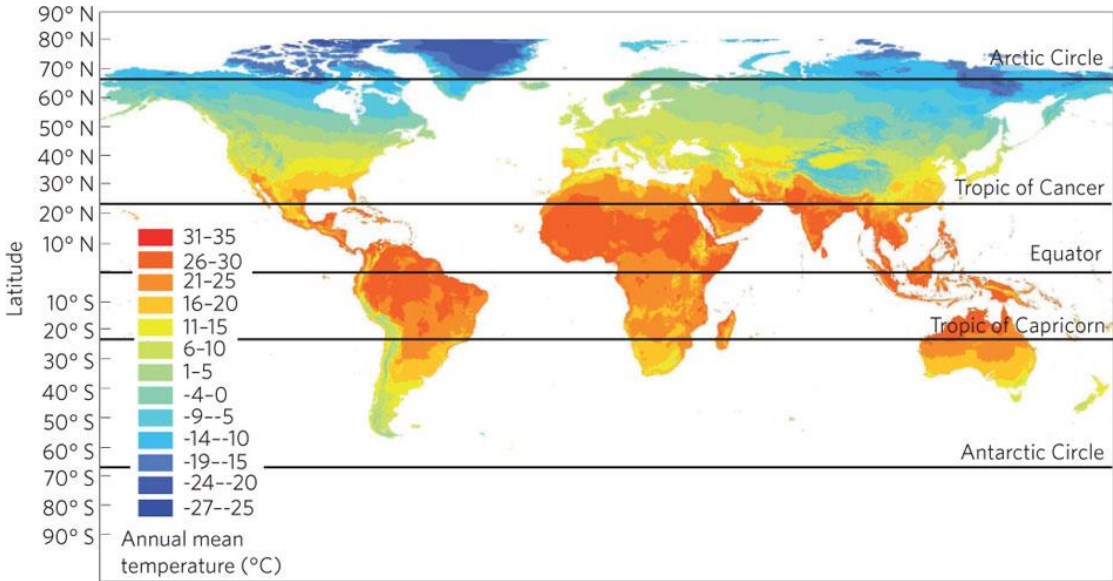 90° N
80° N
70° N
60° N
50° N
40° N
30° N
20° N
10° N
10° S
20° S
30° S
40° S
50° S
60° S
70° S
80° S
90° S
Latitude
Arctic Circle
Tropic of Cancer
Equator
Tropic of Capricorn
Antarctic Circle
31–35
26–30
21–25
16–20
11–15
6–10
1–5
-4–0
-9–-5
-14–-10
-19–-15
-24–-20
-27–-25
Annual mean
temperature (°C)